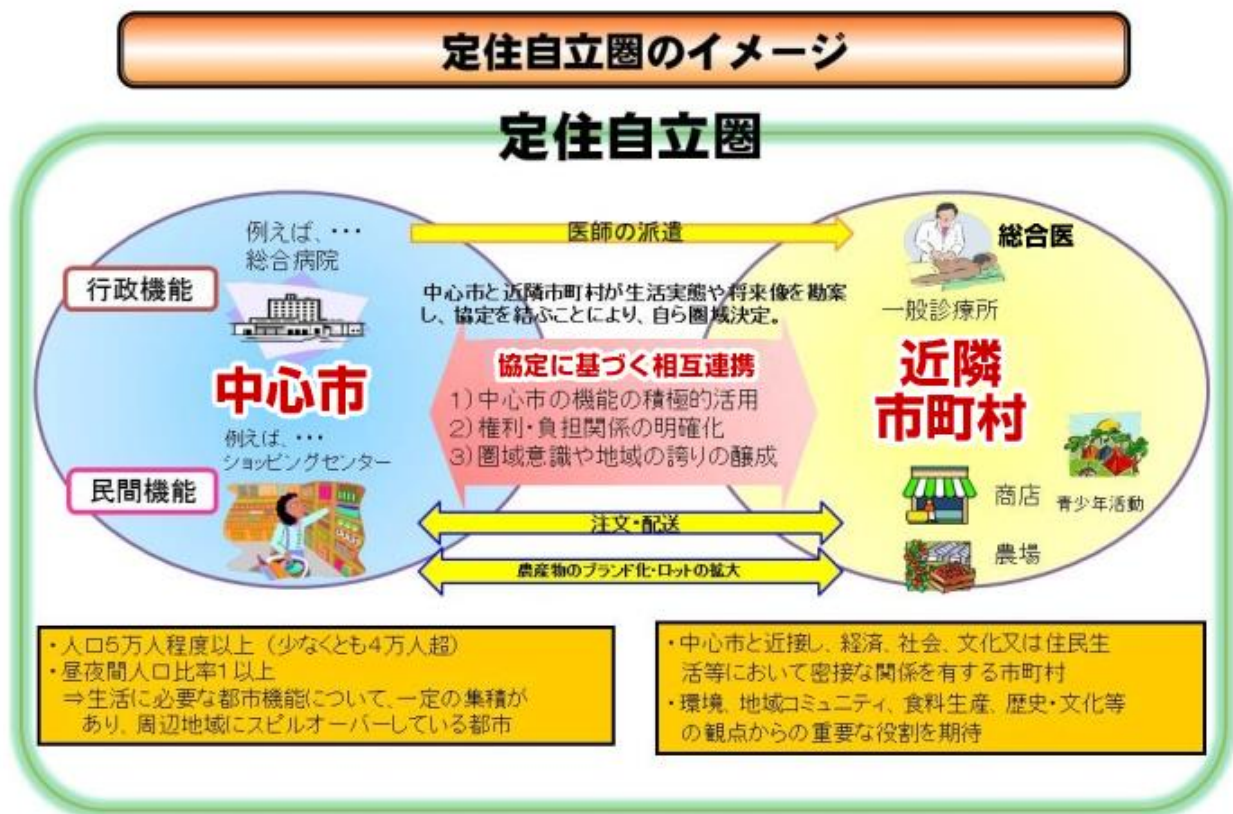 定住自立圏のイメージ
定住自立圏
例えば、・・・
総合病院
行政機能
中心市
例えば、・・・
ショッピングセンター
民間機能
医師の派遣
中心市と近隣市町村が生活実態や将来像を勘案
し、協定を結ぶことにより、自ら圏域決定。
協定に基づく相互連携
1)中心市の機能の積極的活用
2)権利・負担関係の明確化
3)圏域意識や地域の誇りの醸成
注文・配送
農産物のブランド化・ロットの拡大
総合医
一般診療所
近隣
市町村
商店
青少年活動
農場
・人口5万人程度以上（少なくとも4万人超）
・昼夜間人口比率1以上
⇒生活に必要な都市機能について、一定の集積が
あり、周辺地域にスピルオーバーしている都市
・中心市と近接し、経済、社会、文化又は住民生
活等において密接な関係を有する市町村
・環境、地域コミュニティ、食料生産、歴史・文化等
の観点からの重要な役割を期待